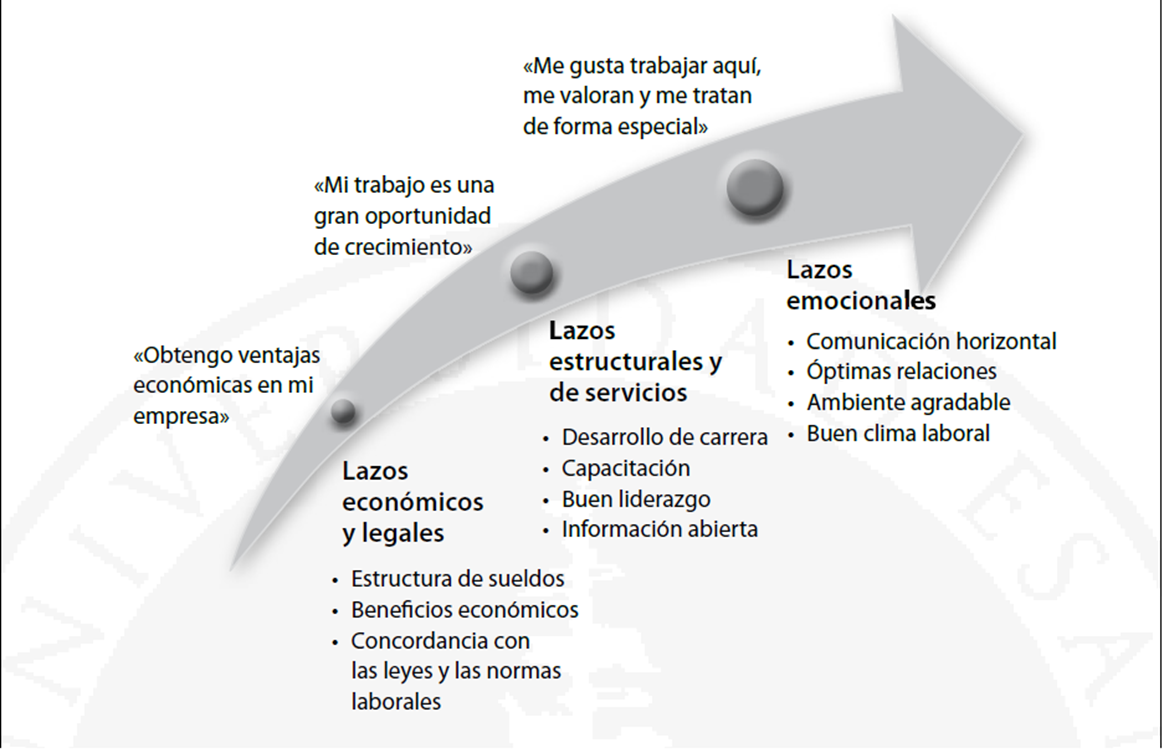 «Me gusta trabajar aquí,
me valoran y me tratan
de forma especial»
«Mi trabajo es una
gran oportunidad
de crecimiento»
«Obtengo ventajas
económicas en mi
empresa»
Lazos
económicos
y legales
• Estructura de sueldos
• Beneficios económicos
• Concordancia con
las leyes y las normas
laborales
Lazos
estructurales y
de servicios
• Desarrollo de carrera
• Capacitación
• Buen liderazgo
• Información abierta
Lazos
emocionales
• Comunicación horizontal
• Óptimas relaciones
• Ambiente agradable
• Buen clima laboral